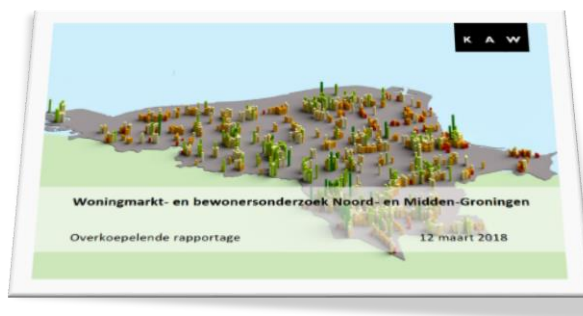 K A W
Woningmarkt- en bewonersonderzoek Noord- en Midden-Groningen
Overkoepelende rapportage 12 maart 2018